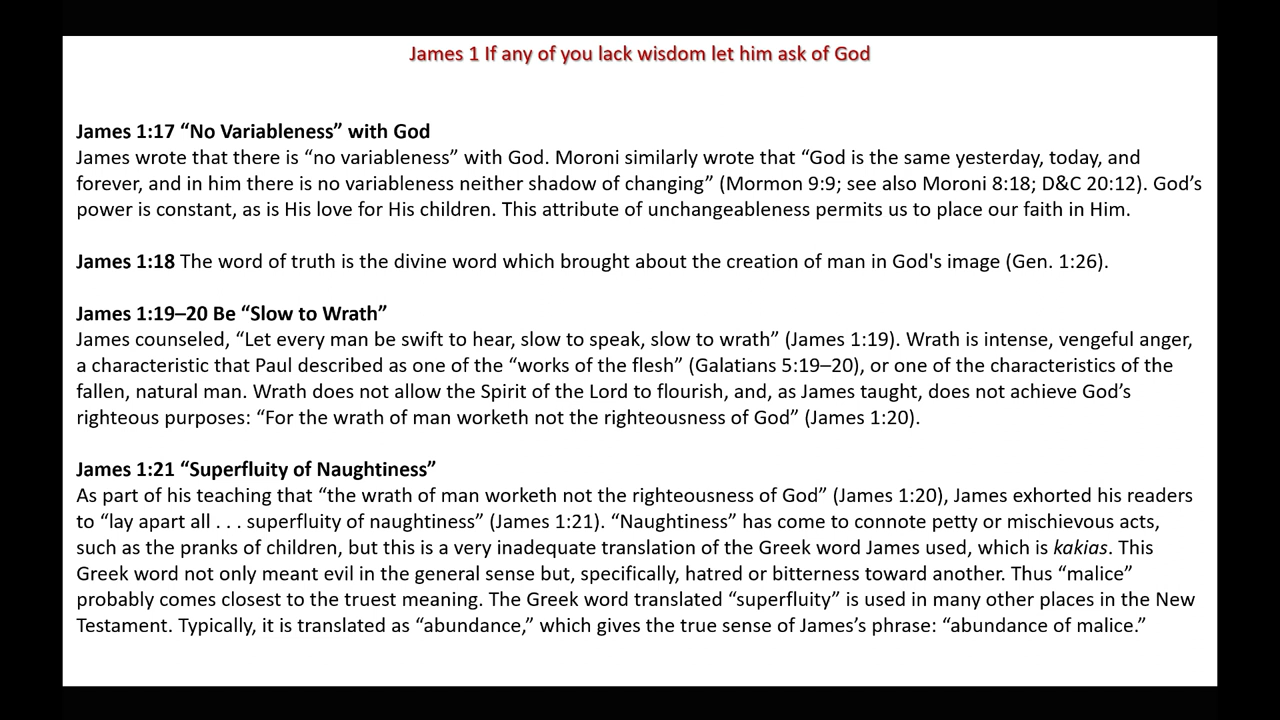 James 1 If any of you lack wisdom let him ask of God
James 1:17 “No Variableness” with God
James wrote that there is “no variableness” with God. Moroni similarly wrote that “God is the same yesterday, today, and
forever, and in him there is no variableness neither shadow of changing” (Mormon 9:9; see also Moroni 8:18; D&C 20:12). God’s
power is constant, as is His love for His children. This attribute of unchangeableness permits us to place our faith in Him.
James 1:18 The word of truth is the divine word which brought about the creation of man in God's image (Gen. 1:26).
James 1:19–20 Be “Slow to Wrath”
James counseled, “Let every man be swift to hear, slow to speak, slow to wrath” (James 1:19). Wrath is intense, vengeful anger,
a characteristic that Paul described as one of the “works of the flesh” (Galatians 5:19–20), or one of the characteristics of the
fallen, natural man. Wrath does not allow the Spirit of the Lord to flourish, and, as James taught, does not achieve God’s
righteous purposes: “For the wrath of man worketh not the righteousness of God” (James 1:20).
James 1:21 “Superfluity of Naughtiness”
As part of his teaching that “the wrath of man worketh not the righteousness of God” (James 1:20), James exhorted his readers
to “lay apart all . . . superfluity of naughtiness” (James 1:21). “Naughtiness” has come to connote petty or mischievous acts,
such as the pranks of children, but this is a very inadequate translation of the Greek word James used, which is kakias. This
Greek word not only meant evil in the general sense but, specifically, hatred or bitterness toward another. Thus “malice”
probably comes closest to the truest meaning. The Greek word translated “superfluity” is used in many other places in the New
Testament. Typically, it is translated as “abundance,” which gives the true sense of James’s phrase: “abundance of malice.”